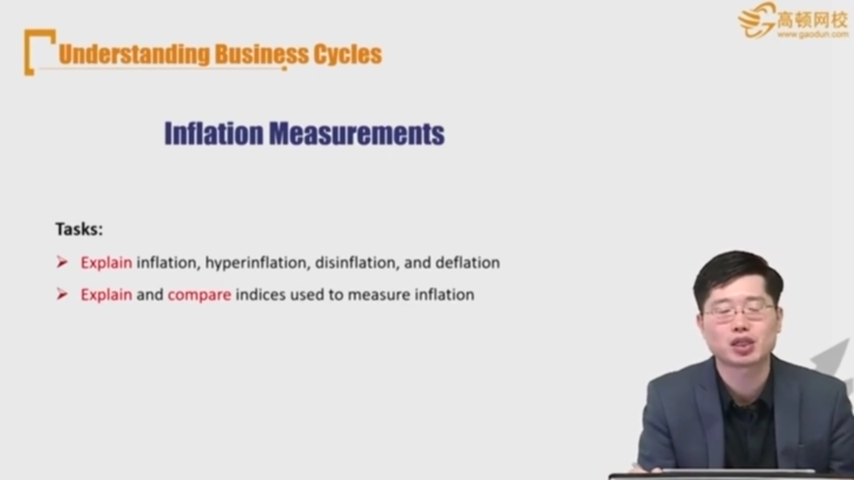 高顿网校
www.gaodun.com
Understanding Business Cycles
Inflation Measurements
Tasks:
Explain inflation, hyperinflation, disinflation, and deflation
Explain and compare indices used to measure inflation